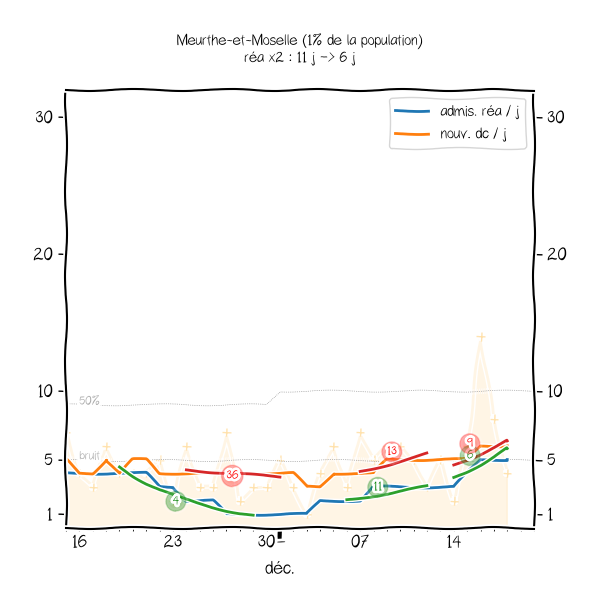 Meurthe-et-Moselle (1% de la population)
réa x2 : 11 j -> 6 j
admis. réa / j
nouv. dc / j
30 30
20 20
10 10
50%
5 bruit 5
1 1
4 36 11 13 9 6
16 23 30 07 14
déc.